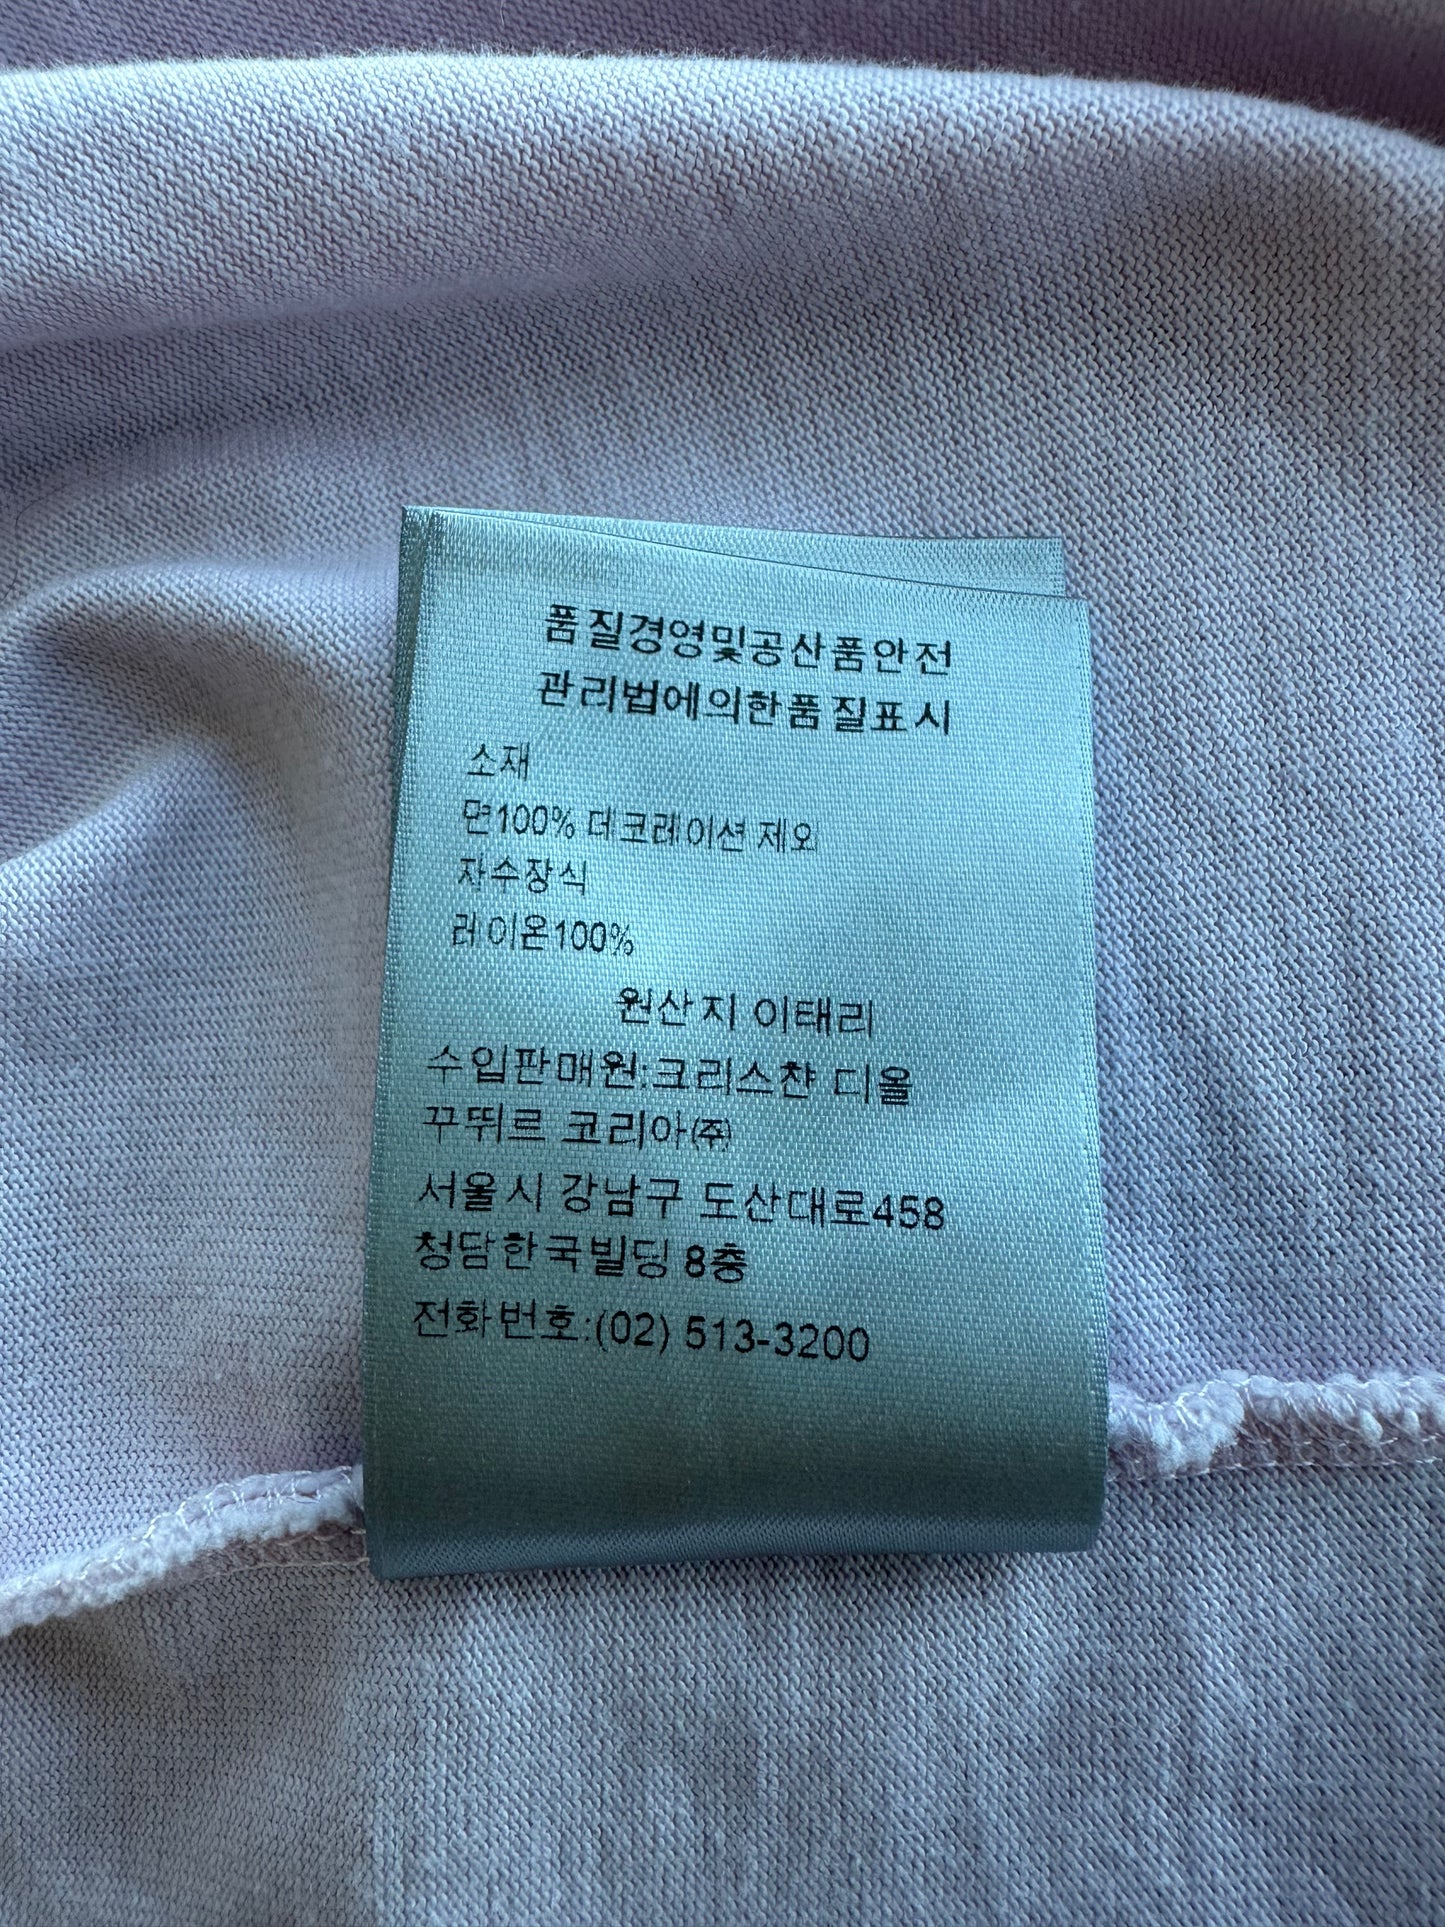 품질경영및공산품안전
관리법에의한품질표시
소재
면100% 데코레이션 제외
자수장식
레이온100%
원산지 이태리
수입판매원:크리스챤 디올
꾸뛰르 코리아㈜
서울시 강남구 도산대로458
청담한국빌딩 8층
전화번호:(02) 513-3200